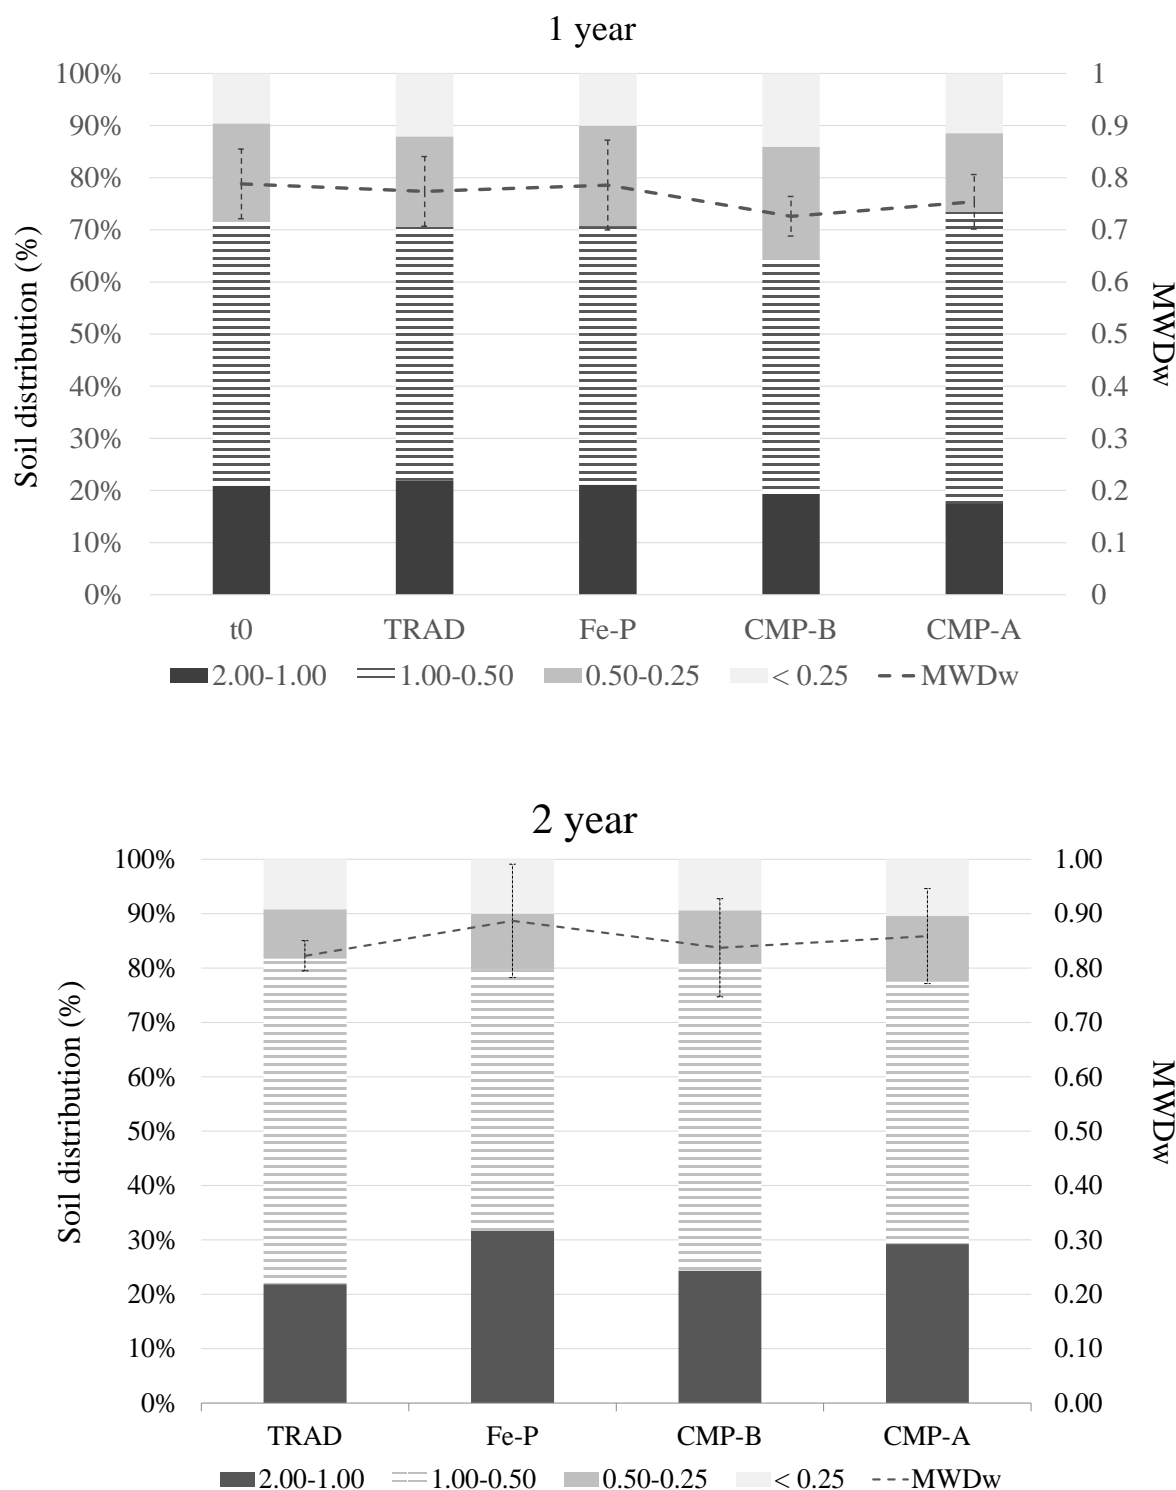 1 year
100% 1
90% 0.9
80% 0.8
70% 0.7
60% 0.6
50% 0.5
40% 0.4
30% 0.3
20% 0.2
10% 0.1
0% 0
Soil distribution (%)
MWDw
t0 TRAD Fe-P CMP-B CMP-A
2.00-1.00 1.00-0.50 0.50-0.25 < 0.25 MWDw
2 year
100% 1.00
90% 0.90
80% 0.80
70% 0.70
60% 0.60
50% 0.50
40% 0.40
30% 0.30
20% 0.20
10% 0.10
0% 0.00
Soil distribution (%)
MWDw
TRAD Fe-P CMP-B CMP-A
2.00-1.00 1.00-0.50 0.50-0.25 < 0.25 MWDw